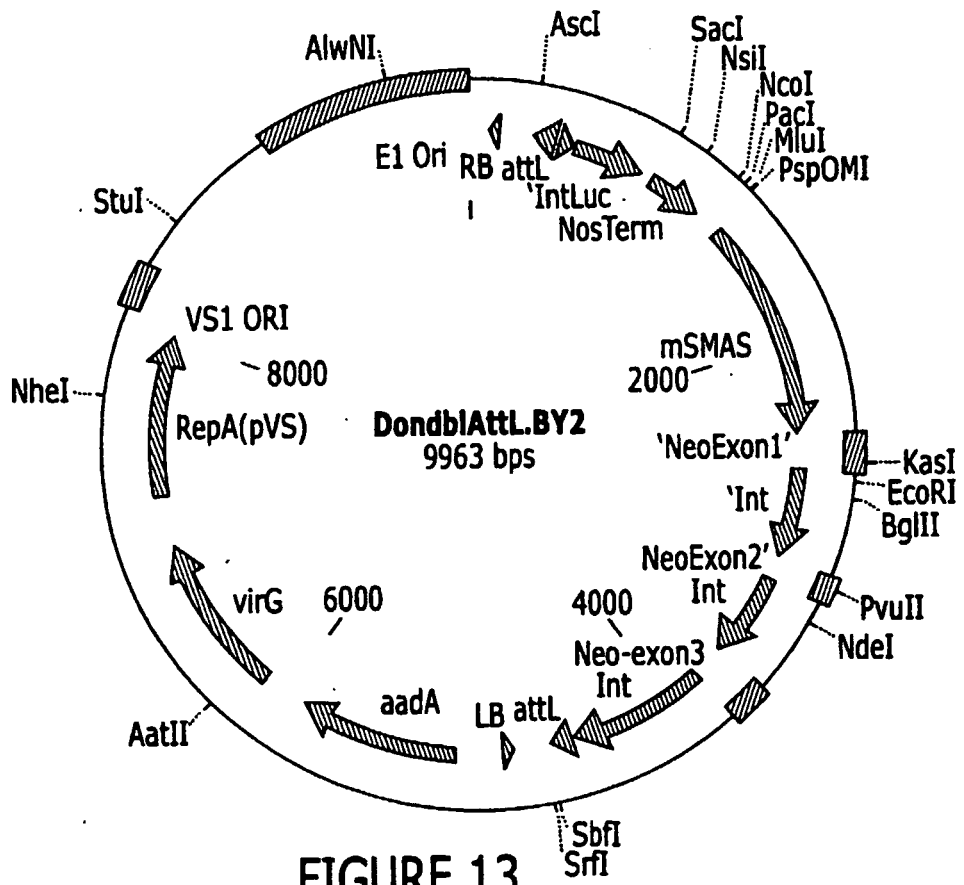 AscI
SacI
AlwNI
NsiI
NcoI
PacI
MluI
PspOMI
E1 Ori
RB attL
'IntLuc
NosTerm
StuI
VS1 ORI
mSMAS
2000
8000
NheI
RepA(pVS)
DondblAttL.BY2
9963 bps
'NeoExon1'
KasI
EcoRI
BglII
'Int
NeoExon2'
Int
PvuII
NdeI
virG
6000
4000
Neo-exon3
Int
aadA
LB attL
AatII
SbfI
SrfI
FIGURE 13